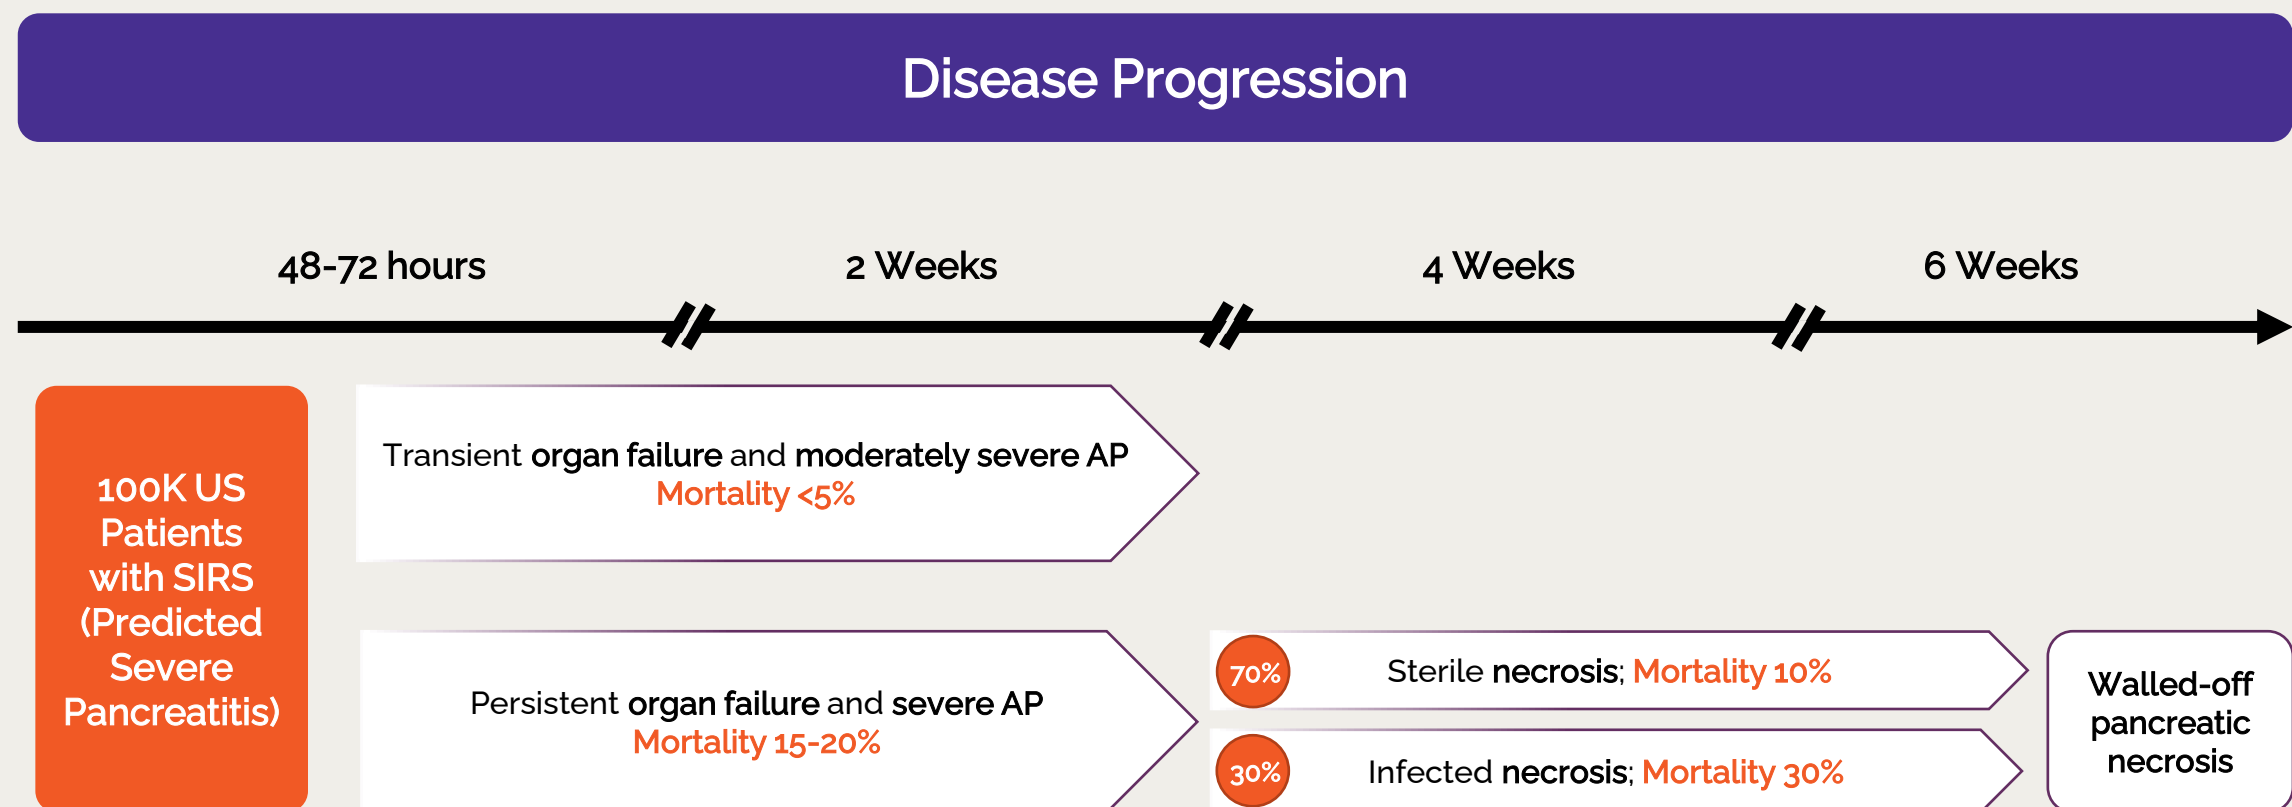 Disease Progression
48-72 hours
2 Weeks
4 Weeks
6 Weeks
100K US
Patients
with SIRS
(Predicted
Severe
Pancreatitis)
Transient organ failure and moderately severe AP
Mortality <5%
Persistent organ failure and severe AP
Mortality 15-20%
70%
Sterile necrosis; Mortality 10%
30%
Infected necrosis; Mortality 30%
Walled-off
pancreatic
necrosis